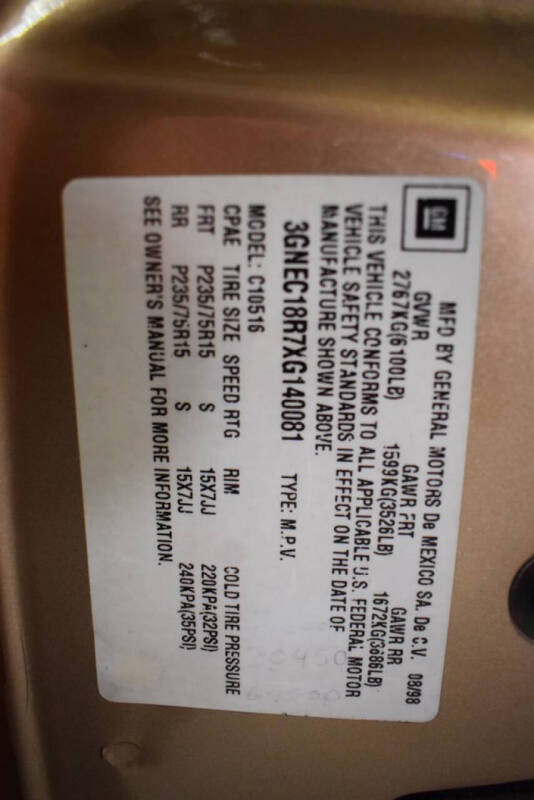 GM
MFD BY GENERAL MOTORS De MEXICO SA. De C.V. 08/98
GVWR GAWR FRT GAWR RR
2767KG(6100LB) 1599KG(3526LB) 1672KG(3686LB)
THIS VEHICLE CONFORMS TO ALL APPLICABLE U.S. FEDERAL MOTOR
VEHICLE SAFETY STANDARDS IN EFFECT ON THE DATE OF
MANUFACTURE SHOWN ABOVE.
3GNEC18R7XG140081 TYPE: M.P.V.
MODEL: C10516
CPAE TIRE SIZE SPEED RTG RIM COLD TIRE PRESSURE
FRT P235/75R15 S 15X7JJ 220KPA(32PSI)
RR P235/75R15 S 15X7JJ 240KPA(35PSI)
SEE OWNER'S MANUAL FOR MORE INFORMATION.